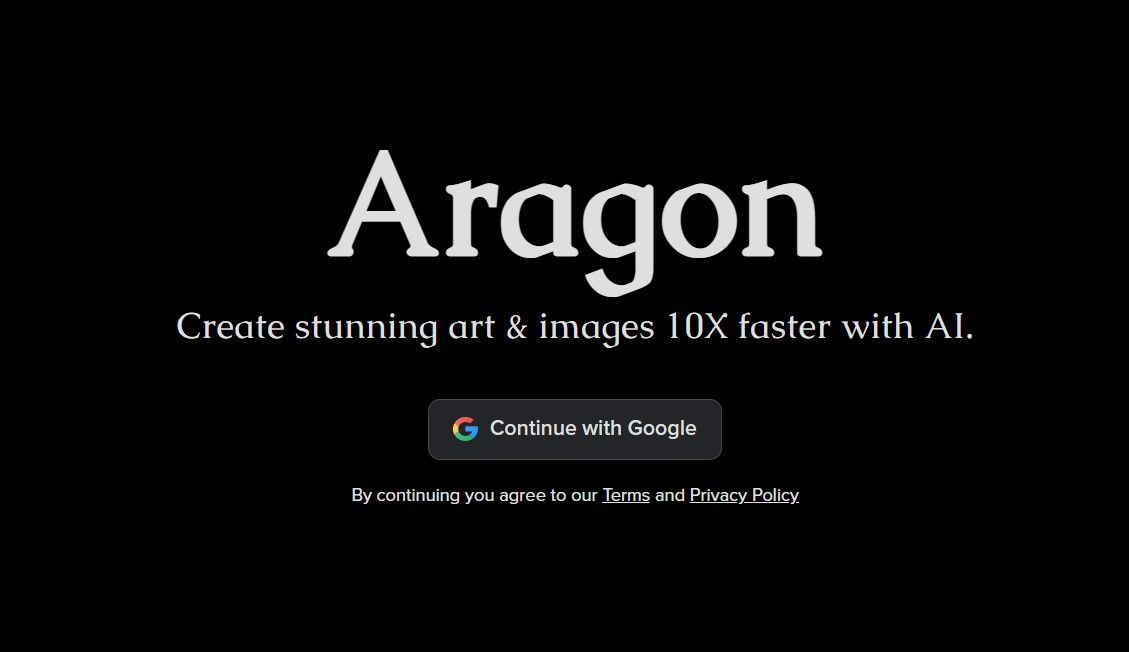 Aragon
Create stunning art & images 10X faster with AI.
Continue with Google
By continuing you agree to our Terms and Privacy Policy